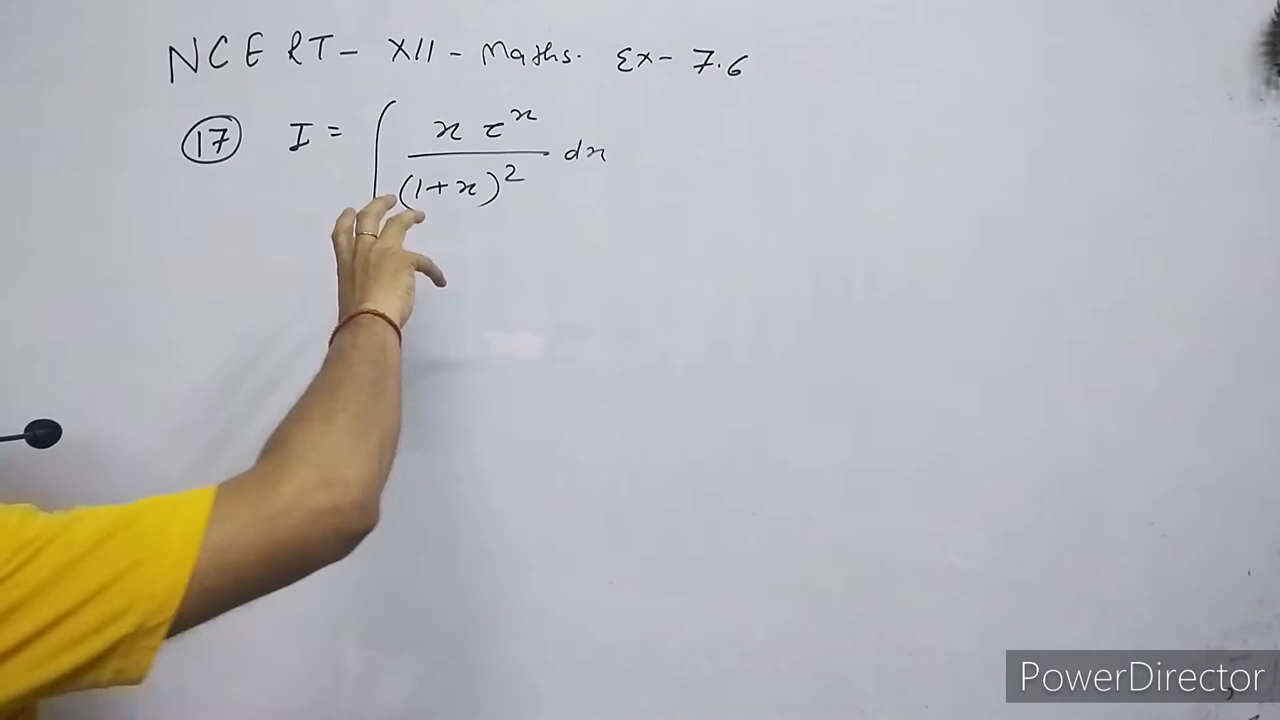 NCERT - XII - Maths. Ex - 7.6
(17) I = ∫ x e^x / (1+x)^2 dx
PowerDirector